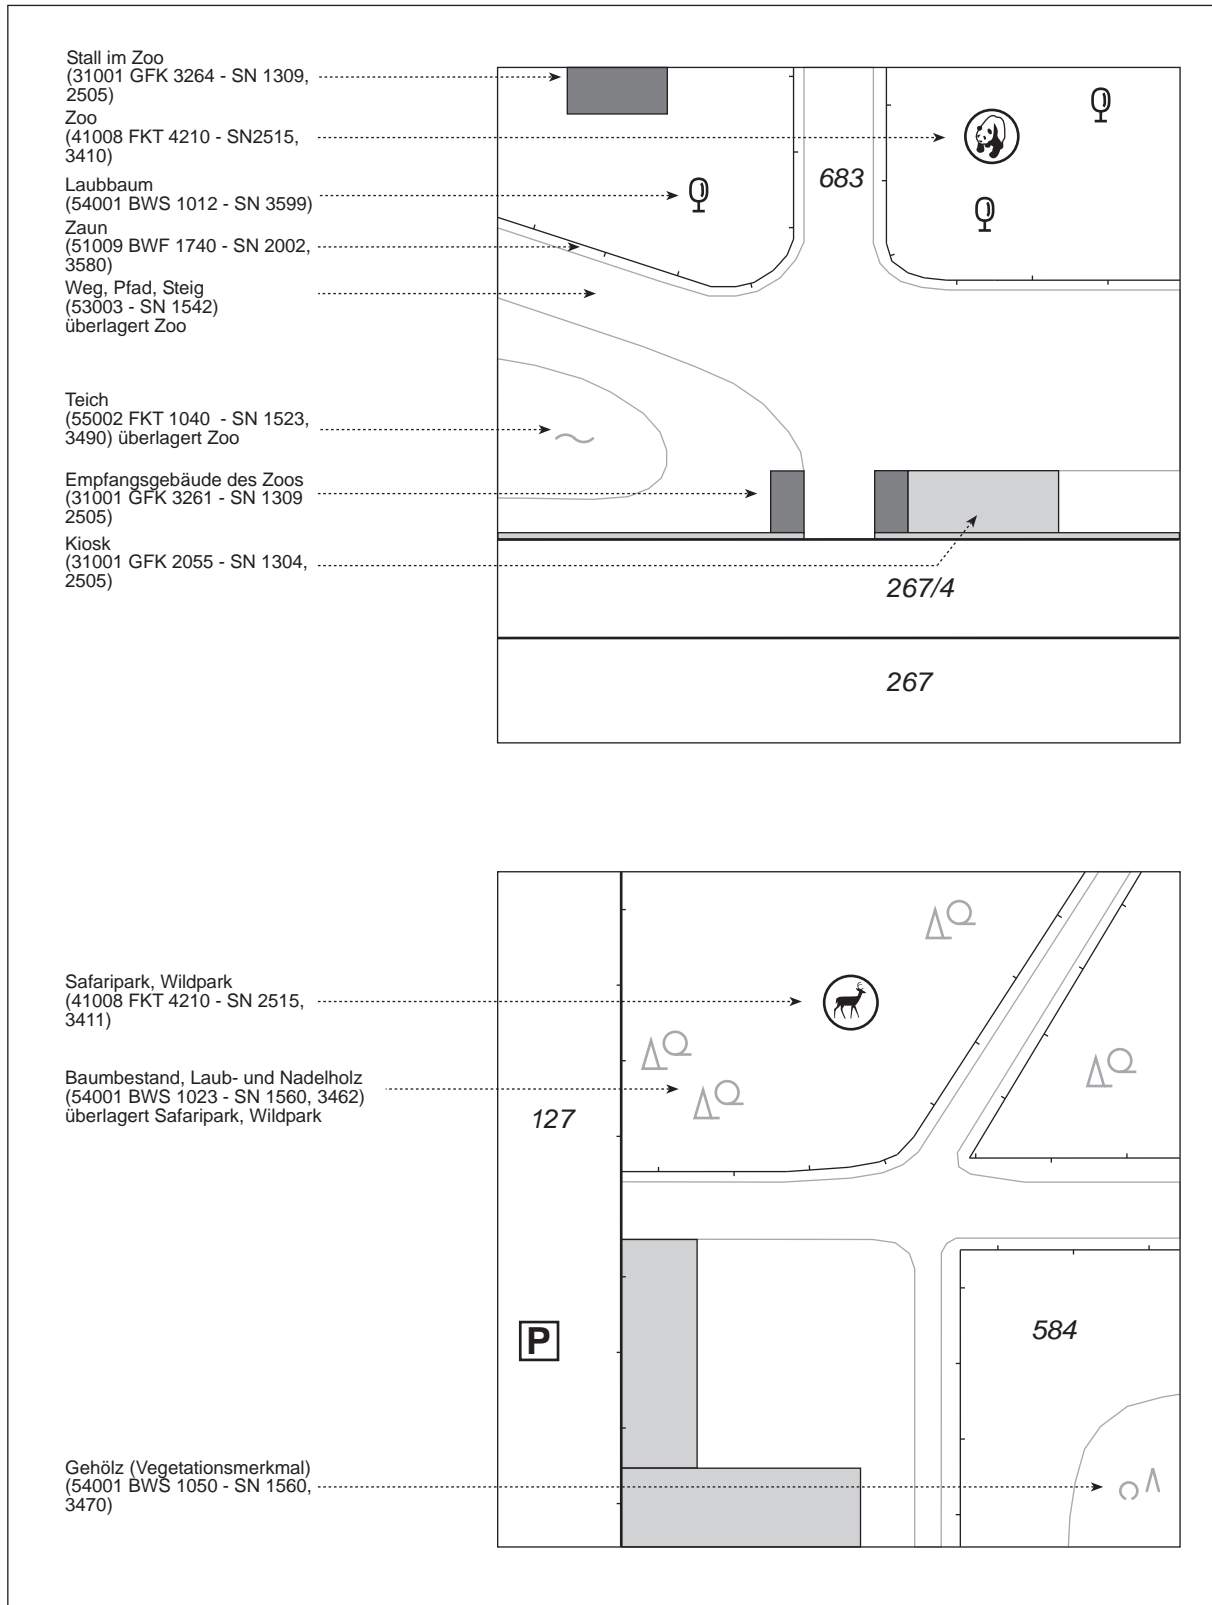 Stall im Zoo
(31001 GFK 3264 - SN 1309,
2505)
Zoo
(41008 FKT 4210 - SN2515,
3410)
Laubbaum
(54001 BWS 1012 - SN 3599)
Zaun
(51009 BWF 1740 - SN 2002,
3580)
Weg, Pfad, Steig
(53003 - SN 1542)
überlagert Zoo
Teich
(55002 FKT 1040  - SN 1523,
3490) überlagert Zoo
Empfangsgebäude des Zoos
(31001 GFK 3261 - SN 1309
2505)
Kiosk
(31001 GFK 2055 - SN 1304,
2505)
683
267/4
267
Safaripark, Wildpark
(41008 FKT 4210 - SN 2515,
3411)
Baumbestand, Laub- und Nadelholz
(54001 BWS 1023 - SN 1560, 3462)
überlagert Safaripark, Wildpark
Gehölz (Vegetationsmerkmal)
(54001 BWS 1050 - SN 1560,
3470)
127
P
584